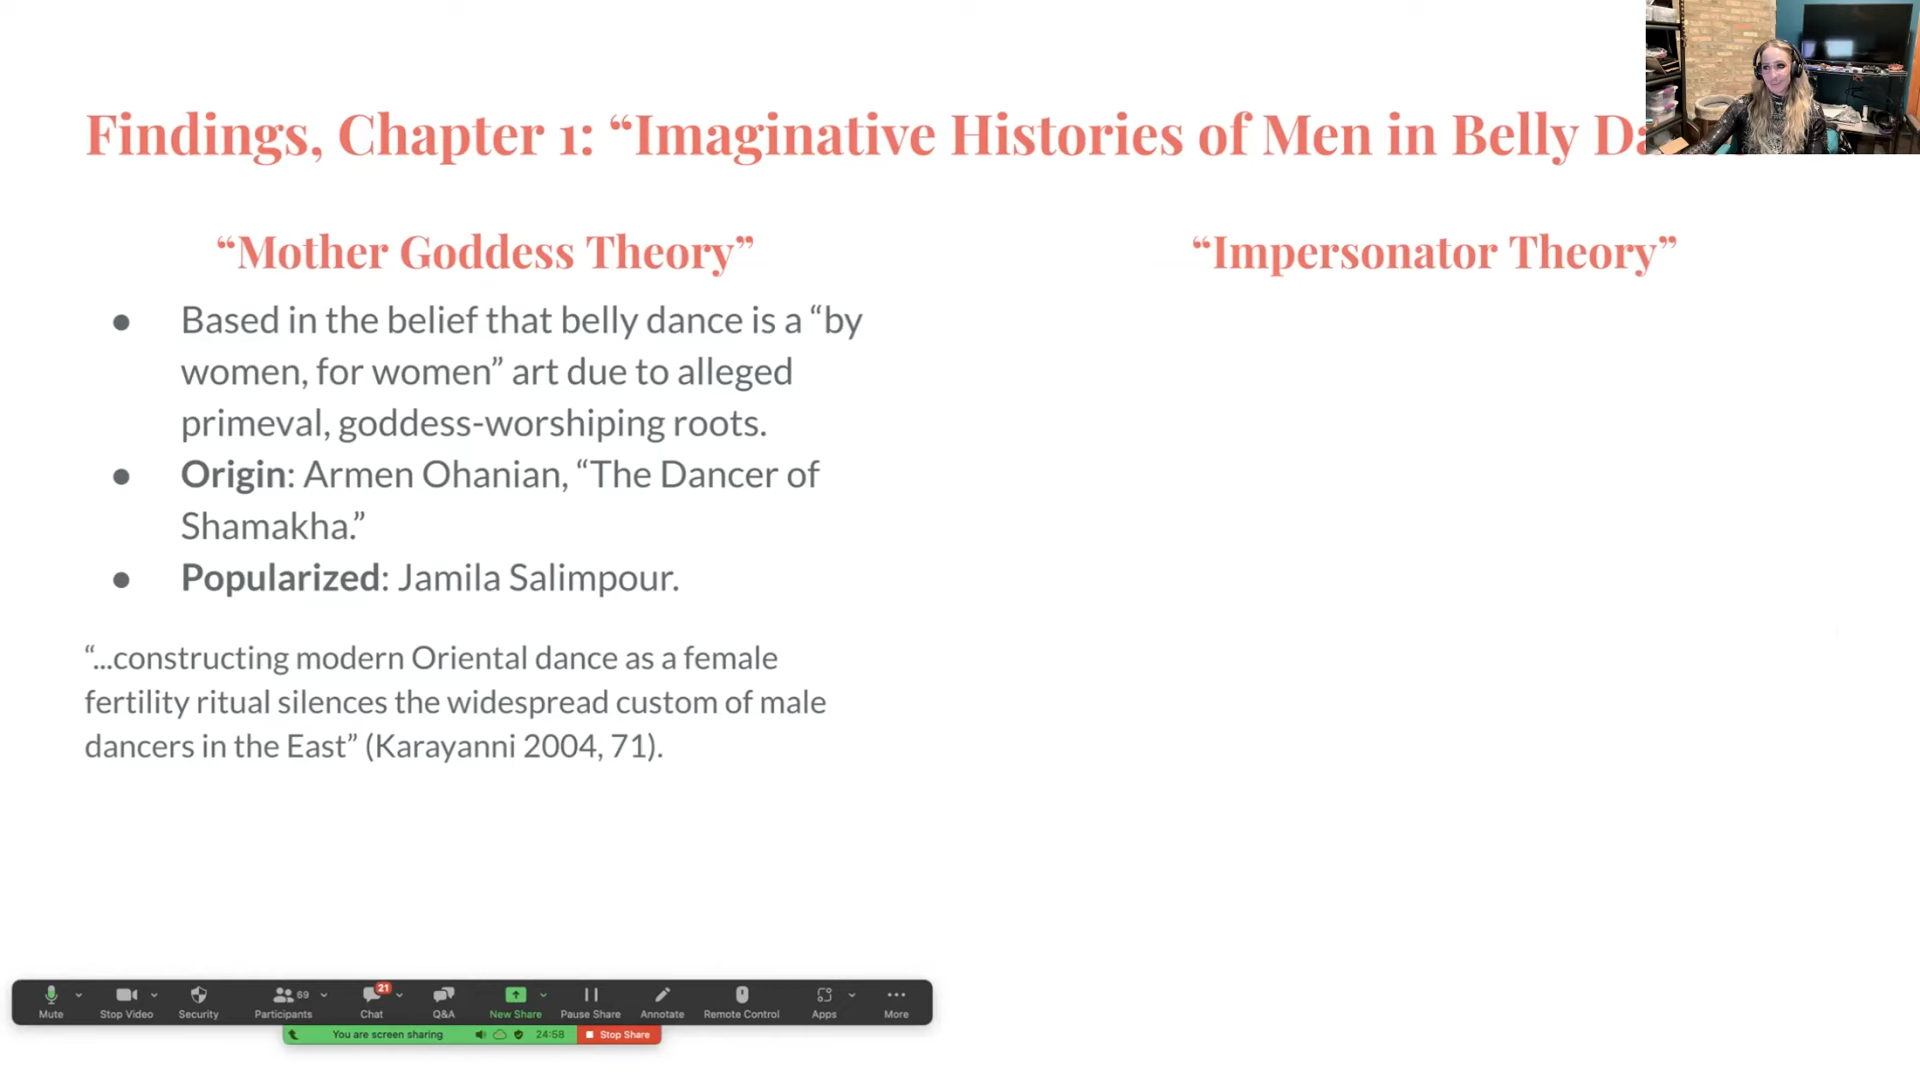 Findings, Chapter 1: “Imaginative Histories of Men in Belly
“Mother Goddess Theory”
● Based in the belief that belly dance is a “by
women, for women” art due to alleged
primeval, goddess-worshiping roots.
● Origin: Armen Ohanian, “The Dancer of
Shamakha.”
● Popularized: Jamila Salimpour.
“...constructing modern Oriental dance as a female
fertility ritual silences the widespread custom of male
dancers in the East” (Karayanni 2004, 71).
“Impersonator Theory”
69
21
Mute Stop Video Security Participants Chat Q&A New Share Pause Share Annotate Remote Control Apps More
You are screen sharing 24:58 Stop Share